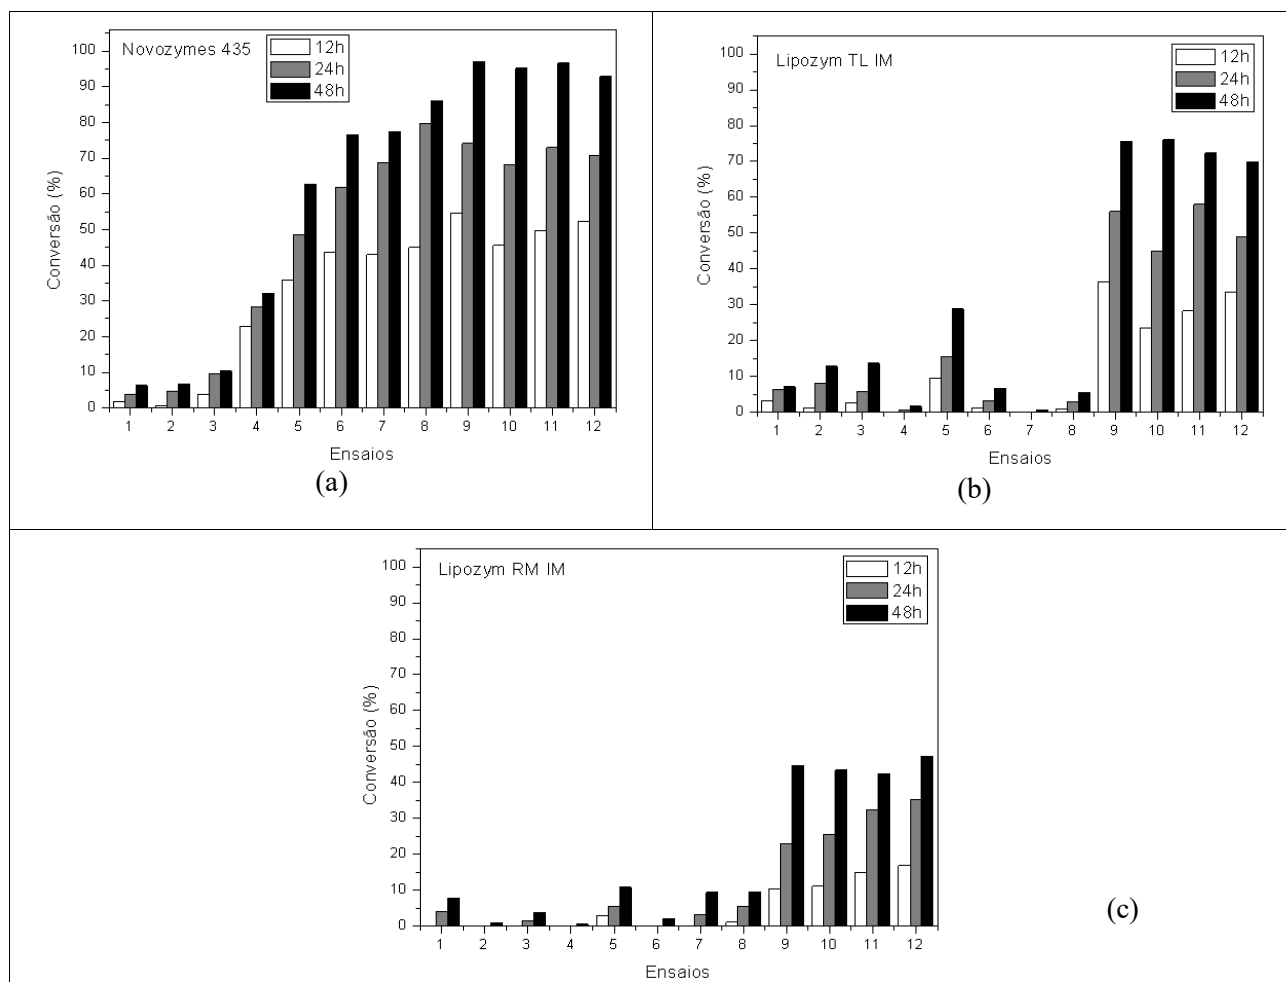 Novozymes 435
12h
24h
48h
100
90
80
70
60
50
40
30
20
10
0
Conversão (%)
1 2 3 4 5 6 7 8 9 10 11 12
Ensaios
(a)
Lipozym TL IM
12h
24h
48h
100
90
80
70
60
50
40
30
20
10
0
Conversão (%)
1 2 3 4 5 6 7 8 9 10 11 12
Ensaios
(b)
Lipozym RM IM
12h
24h
48h
100
90
80
70
60
50
40
30
20
10
0
Conversão (%)
1 2 3 4 5 6 7 8 9 10 11 12
Ensaios
(c)